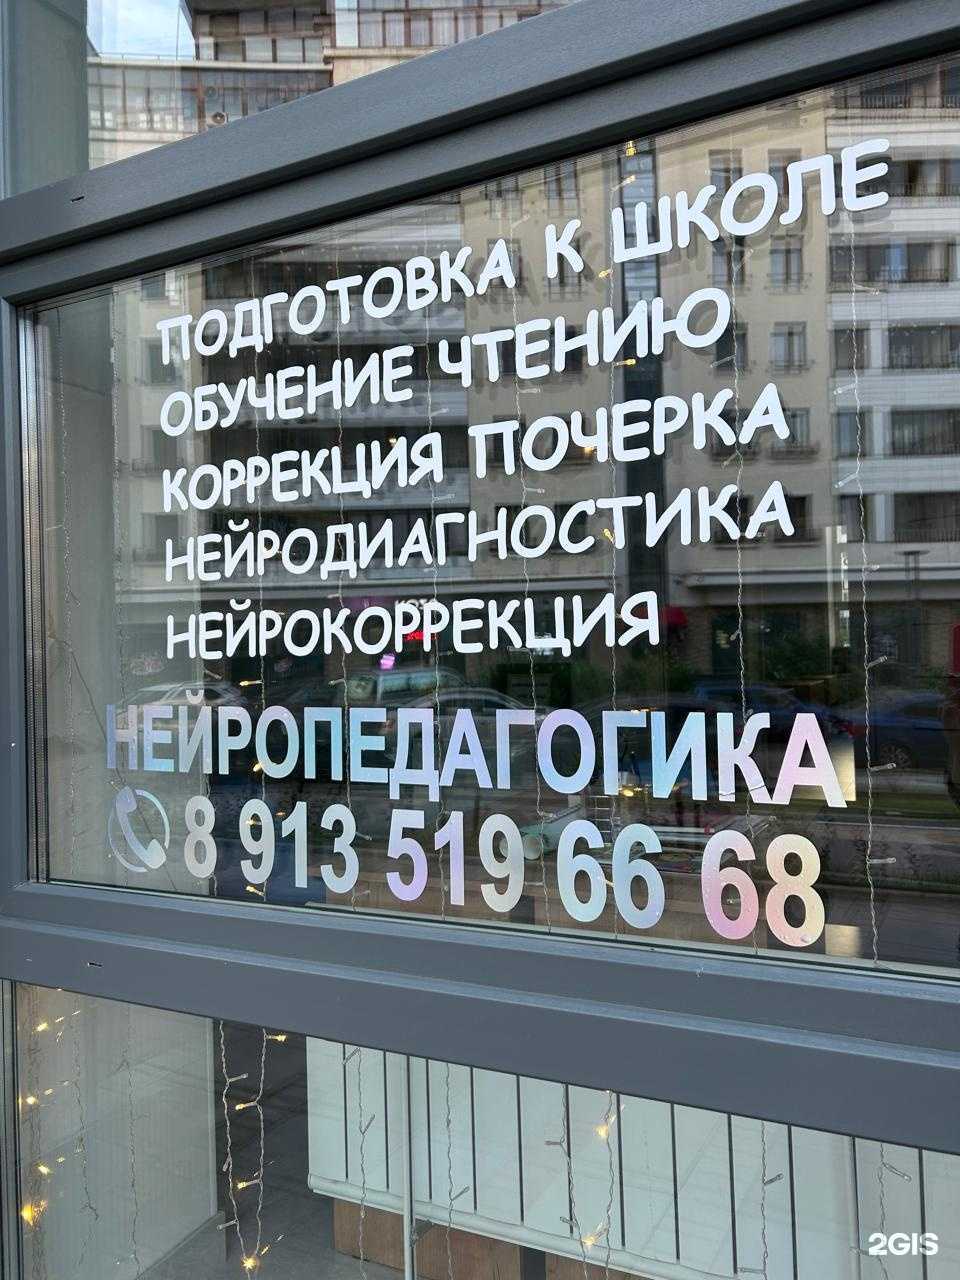 ПОДГОТОВКА К ШКОЛЕ
ОБУЧЕНИЕ ЧТЕНИЮ
КОРРЕКЦИЯ ПОЧЕРКА
НЕЙРОДИАГНОСТИКА
НЕЙРОКОРРЕКЦИЯ
НЕЙРОПЕДАГОГИКА
8 913 519 66 68
2GIS